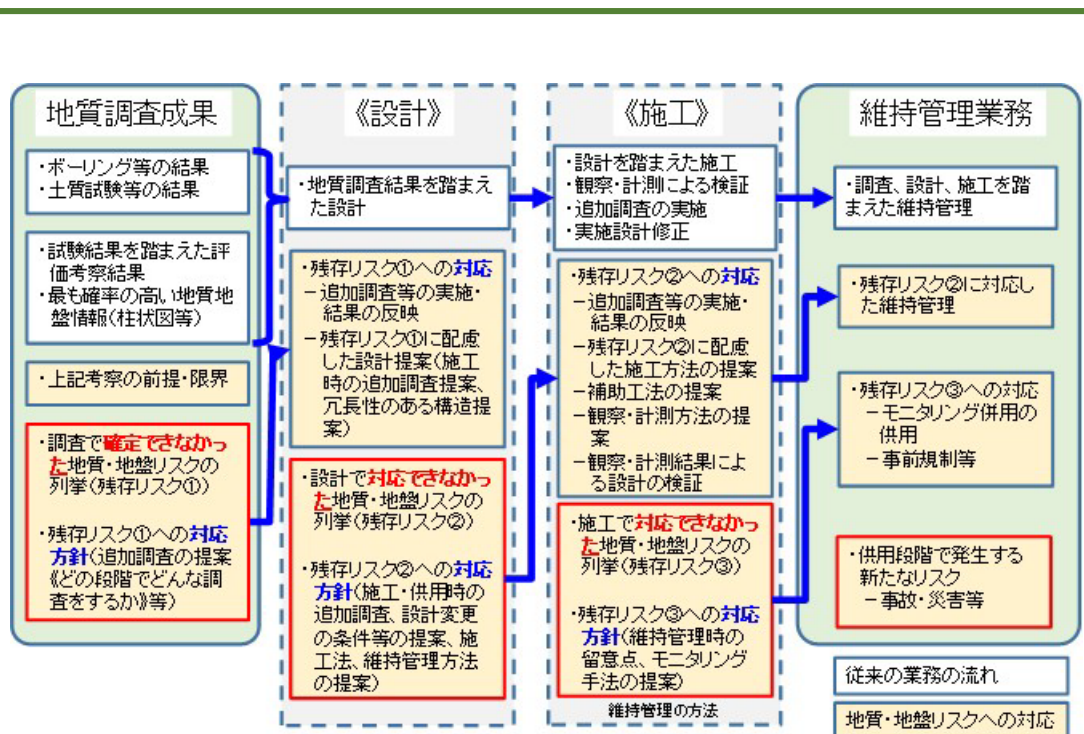 地質調査成果
・ボーリング等の結果
・土質試験等の結果
・試験結果を踏まえた評
価考察結果
・最も確率の高い地質地
盤情報(柱状図等)
・上記考察の前提・限界
・調査で確定できなかっ
た地質・地盤リスクの
列挙(残存リスク①)
・残存リスク①への対応
方針(追加調査の提案
《どの段階でどんな調
査をするか》等)
《設計》
・地質調査結果を踏まえ
た設計
・残存リスク①への対応
－追加調査等の実施・
結果の反映
－残存リスク①に配慮
した設計提案(施工
時の追加調査提案、
冗長性のある構造提
案)
・設計で対応できなかっ
た地質・地盤リスクの
列挙(残存リスク②)
・残存リスク②への対応
方針(施工・供用時の
追加調査、設計変更
の条件等の提案、施
工法、維持管理方法
の提案)
《施工》
・設計を踏まえた施工
・観察・計測による検証
・追加調査の実施
・実施設計修正
・残存リスク②への対応
－追加調査等の実施・
結果の反映
－残存リスク②に配慮
した施工方法の提案
－補助工法の提案
－観察・計測方法の提
案
－観察・計測結果によ
る設計の検証
・施工で対応できなかっ
た地質・地盤リスクの
列挙(残存リスク③)
・残存リスク③への対応
方針(維持管理時の
留意点、モニタリング
手法の提案)
維持管理の方法
維持管理業務
・調査、設計、施工を踏
まえた維持管理
・残存リスク②に対応し
た維持管理
・残存リスク③への対応
－モニタリング併用の
供用
－事前規制等
・供用段階で発生する
新たなリスク
－事故・災害等
従来の業務の流れ
地質・地盤リスクへの対応